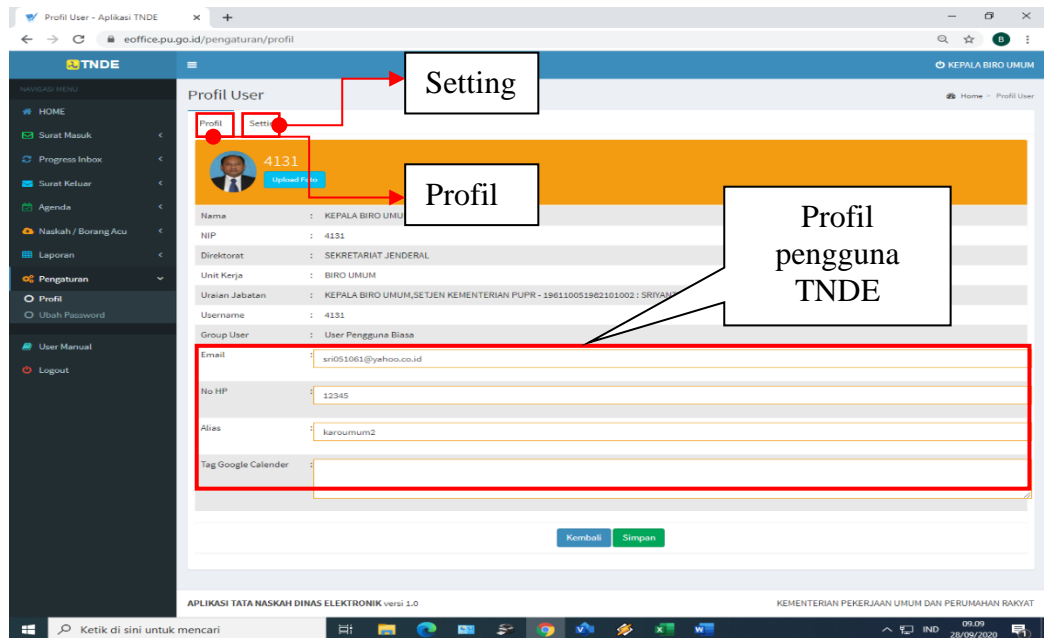 Profil User - Aplikasi TNDE
eoffice.pu.go.id/pengaturan/profil
B
TNDE
KEPALA BIRO UMUM
NAVIGASI MENU
HOME
Surat Masuk
Progress Inbox
Surat Keluar
Agenda
Naskah / Borang Acu
Laporan
Pengaturan
Profil
Ubah Password
User Manual
Logout
Profil User
Home > Profil User
Profil
Setting
Setting
4131
Upload Foto
Profil
Profil
pengguna
TNDE
Nama : KEPALA BIRO UMU
NIP : 4131
Direktorat : SEKRETARIAT JENDERAL
Unit Kerja : BIRO UMUM
Uraian Jabatan : KEPALA BIRO UMUM,SETJEN KEMENTERIAN PUPR - 196110051982101002 : SRIYAN
Username : 4131
Group User : User Pengguna Biasa
Email : sri051061@yahoo.co.id
No HP : 12345
Alias : karoumum2
Tag Google Calender :
Kembali Simpan
APLIKASI TATA NASKAH DINAS ELEKTRONIK versi 1.0
KEMENTERIAN PEKERJAAN UMUM DAN PERUMAHAN RAKYAT
Ketik di sini untuk mencari
IND
09.09
28/09/2020